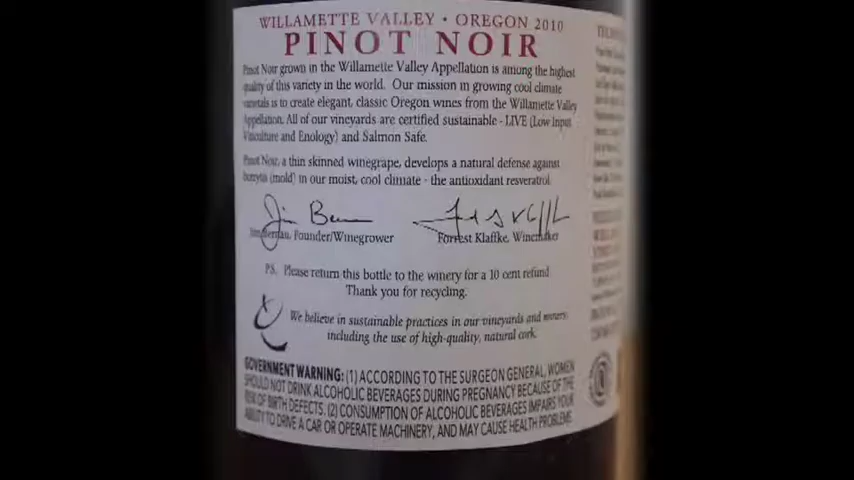 WILLAMETTE VALLEY • OREGON 2010
PINOT NOIR
Pinot Noir grown in the Willamette Valley Appellation is among the highest
quality of this variety in the world. Our mission in growing cool climate
varietals is to create elegant, classic Oregon wines from the Willamette Valley
Appellation. All of our vineyards are certified sustainable - LIVE (Low Input
Viticulture and Enology) and Salmon Safe.
Pinot Noir, a thin skinned winegrape, develops a natural defense against
botrytis (mold) in our moist, cool climate - the antioxidant resveratrol.
Jim Bernau, Founder/Winegrower
Forrest Klaffke, Winemaker
P.S. Please return this bottle to the winery for a 10 cent refund
Thank you for recycling.
We believe in sustainable practices in our vineyards and winery,
including the use of high-quality, natural cork.
GOVERNMENT WARNING: (1) ACCORDING TO THE SURGEON GENERAL, WOMEN
SHOULD NOT DRINK ALCOHOLIC BEVERAGES DURING PREGNANCY BECAUSE OF THE
RISK OF BIRTH DEFECTS. (2) CONSUMPTION OF ALCOHOLIC BEVERAGES IMPAIRS YOUR
ABILITY TO DRIVE A CAR OR OPERATE MACHINERY, AND MAY CAUSE HEALTH PROBLEMS.